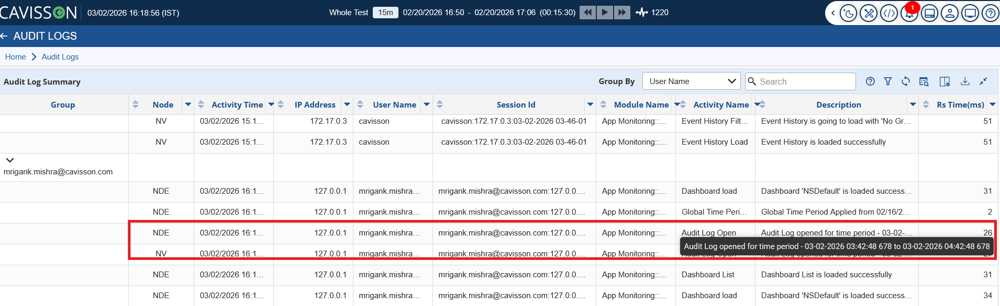 CAVISSON 03/02/2026 16:18:56 (IST) Whole Test 15m 02/20/2026 16:50 - 02/20/2026 17:06 (00:15:30) 1220 1
AUDIT LOGS
Home Audit Logs
Audit Log Summary Group By User Name Search
Group Node Activity Time IP Address User Name Session Id Module Name Activity Name Description Rs Time(ms)
NV 03/02/2026 15:1... 172.17.0.3 cavisson cavisson:172.17.0.3:03-02-2026 03-46-01 App Monitoring::... Event History Filt... Event History is going to load with 'No Gr... 51
NV 03/02/2026 15:1... 172.17.0.3 cavisson cavisson:172.17.0.3:03-02-2026 03-46-01 App Monitoring::... Event History Load Event History is loaded successfully 51
mrigank.mishra@cavisson.com
NDE 03/02/2026 16:1... 127.0.0.1 mrigank.mishra... mrigank.mishra@cavisson.com:127.0.0.... App Monitoring::... Dashboard load Dashboard 'NSDefault' is loaded success... 31
NDE 03/02/2026 16:1... 127.0.0.1 mrigank.mishra... mrigank.mishra@cavisson.com:127.0.0.... App Monitoring::... Global Time Peri... Global Time Period Applied from 02/16/2... 2
NDE 03/02/2026 16:1... 127.0.0.1 mrigank.mishra... mrigank.mishra@cavisson.com:127.0.0.... App Monitoring::... Audit Log Open Audit Log opened for time period - 03-02-... 26
Audit Log opened for time period - 03-02-2026 03:42:48 678 to 03-02-2026 04:42:48 678
NV 03/02/2026 16:1... 127.0.0.1 mrigank.mishra... mrigank.mishra@cavisson.com:127.0.0.... App Monitoring::...
NDE 03/02/2026 16:1... 127.0.0.1 mrigank.mishra... mrigank.mishra@cavisson.com:127.0.0.... App Monitoring::... Dashboard List Dashboard List is loaded successfully 31
NDE 03/02/2026 16:1... 127.0.0.1 mrigank.mishra... mrigank.mishra@cavisson.com:127.0.0.... App Monitoring::... Dashboard load Dashboard 'NSDefault' is loaded success... 34